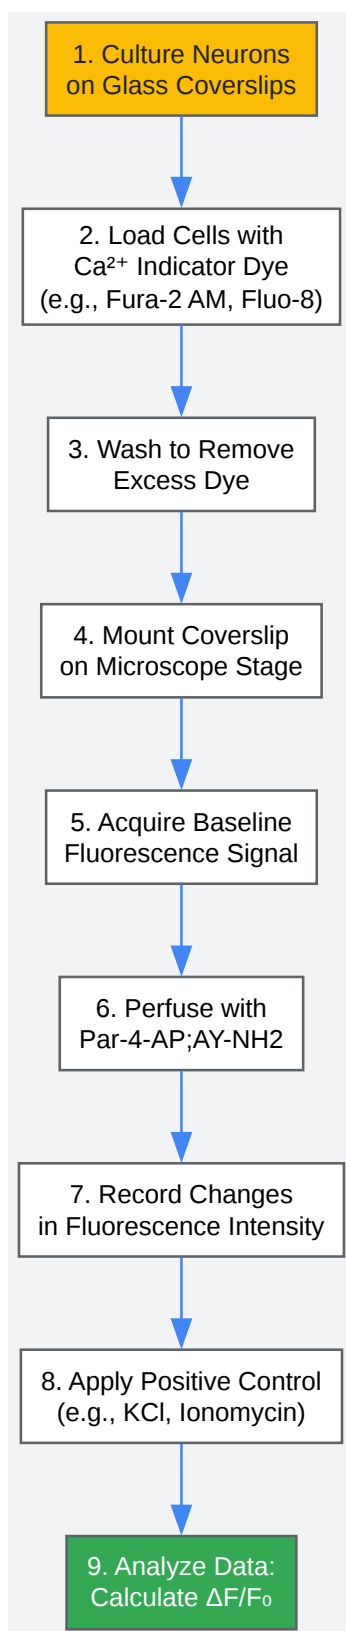 1. Culture Neurons
on Glass Coverslips
2. Load Cells with
Ca²⁺ Indicator Dye
(e.g., Fura-2 AM, Fluo-8)
3. Wash to Remove
Excess Dye
4. Mount Coverslip
on Microscope Stage
5. Acquire Baseline
Fluorescence Signal
6. Perfuse with
Par-4-AP;AY-NH2
7. Record Changes
in Fluorescence Intensity
8. Apply Positive Control
(e.g., KCl, Ionomycin)
9. Analyze Data:
Calculate ΔF/F₀